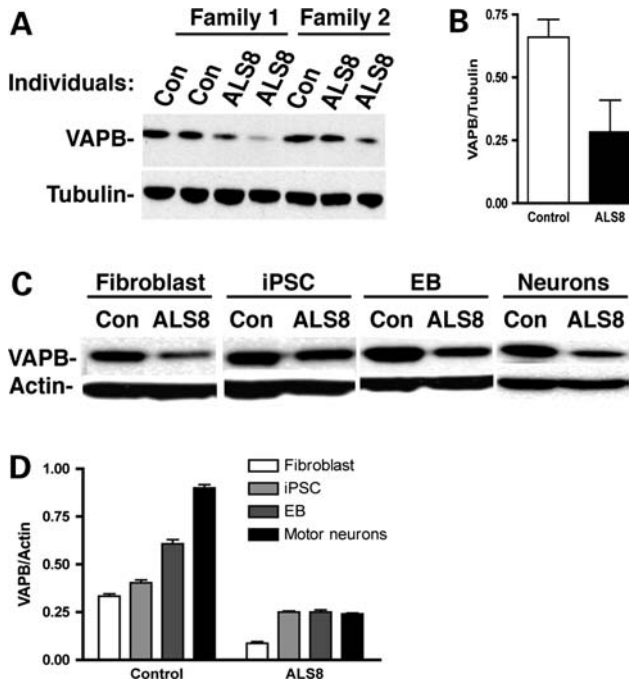 A
Family 1 Family 2
Individuals: Con Con ALS8 ALS8 Con ALS8 ALS8
VAPB-
Tubulin-
B
VAPB/Tubulin
0.75
0.50
0.25
0.00
Control ALS8
C
Fibroblast iPSC EB Neurons
Con ALS8 Con ALS8 Con ALS8 Con ALS8
VAPB-
Actin-
D
VAPB/Actin
1.00
0.75
0.50
0.25
0.00
Fibroblast
iPSC
EB
Motor neurons
Control ALS8